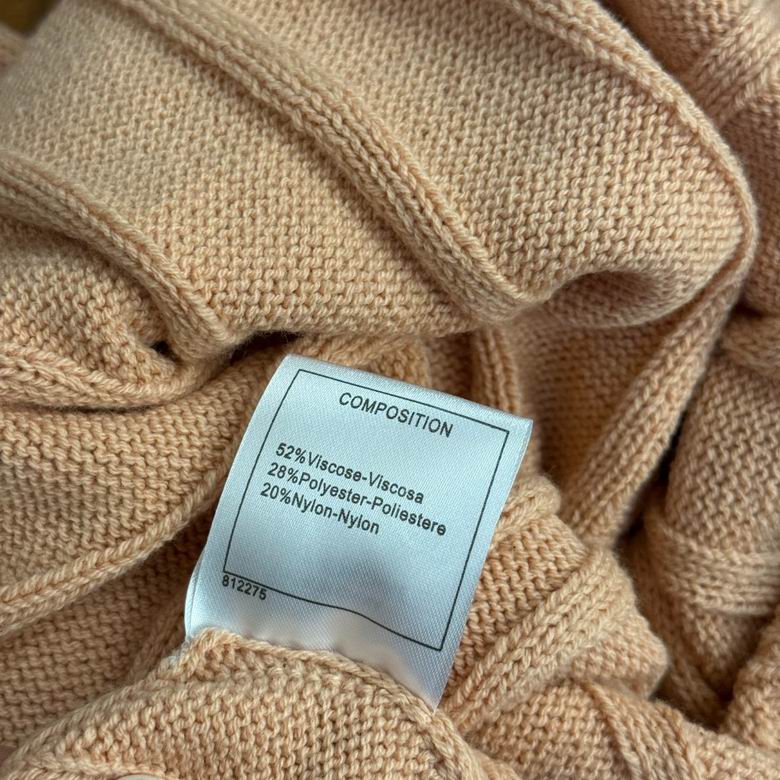 COMPOSITION
52%Viscose-Viscosa
28%Polyester-Poliestere
20%Nylon-Nylon
812275